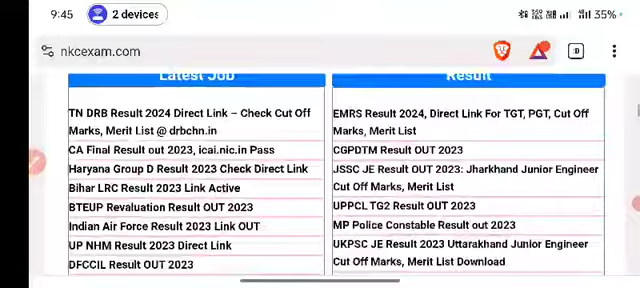 9:45
2 devices
35%
nkcexam.com
Latest Job
TN DRB Result 2024 Direct Link – Check Cut Off
Marks, Merit List @ drbchn.in
CA Final Result out 2023, icai.nic.in Pass
Haryana Group D Result 2023 Check Direct Link
Bihar LRC Result 2023 Link Active
BTEUP Revaluation Result OUT 2023
Indian Air Force Result 2023 Link OUT
UP NHM Result 2023 Direct Link
DFCCIL Result OUT 2023
Result
EMRS Result 2024, Direct Link For TGT, PGT, Cut Off
Marks, Merit List
CGPDTM Result OUT 2023
JSSC JE Result OUT 2023: Jharkhand Junior Engineer
Cut Off Marks, Merit List
UPPCL TG2 Result OUT 2023
MP Police Constable Result out 2023
UKPSC JE Result 2023 Uttarakhand Junior Engineer
Cut Off Marks, Merit List Download